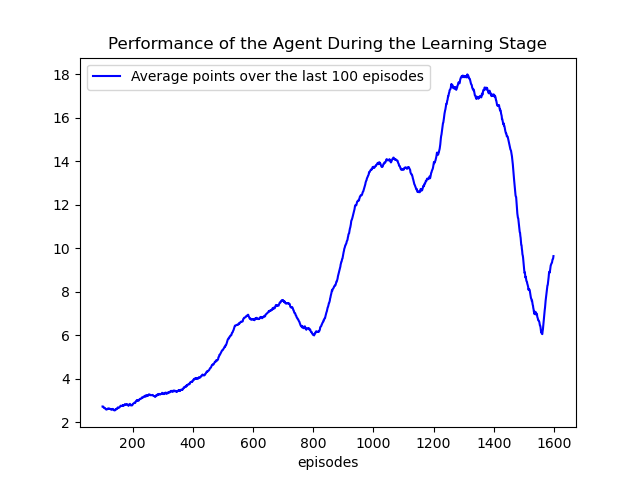 Performance of the Agent During the Learning Stage
Average points over the last 100 episodes
18
16
14
12
10
8
6
4
2
200 400 600 800 1000 1200 1400 1600
episodes